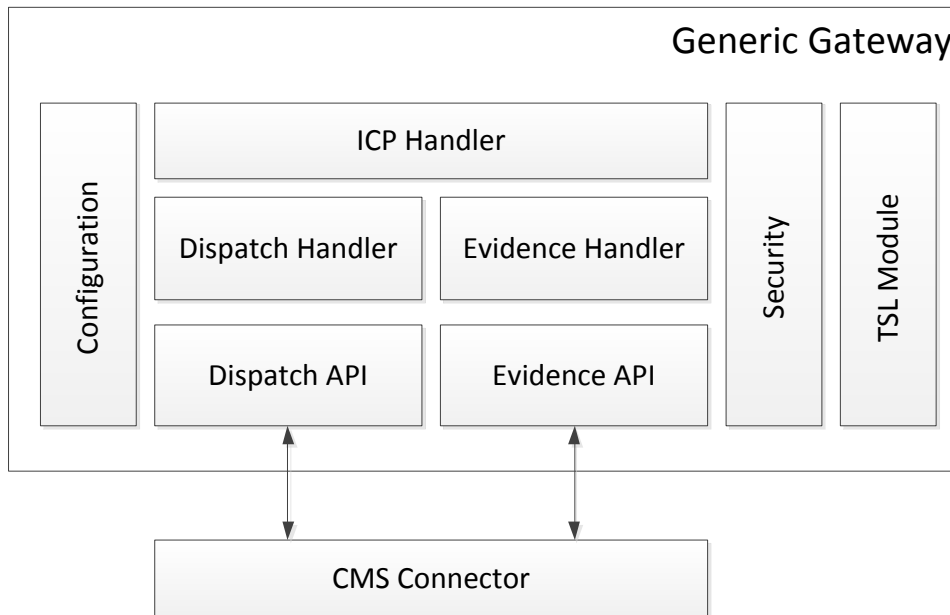 Generic Gateway
Configuration
ICP Handler
Dispatch Handler
Evidence Handler
Dispatch API
Evidence API
Security
TSL Module
CMS Connector